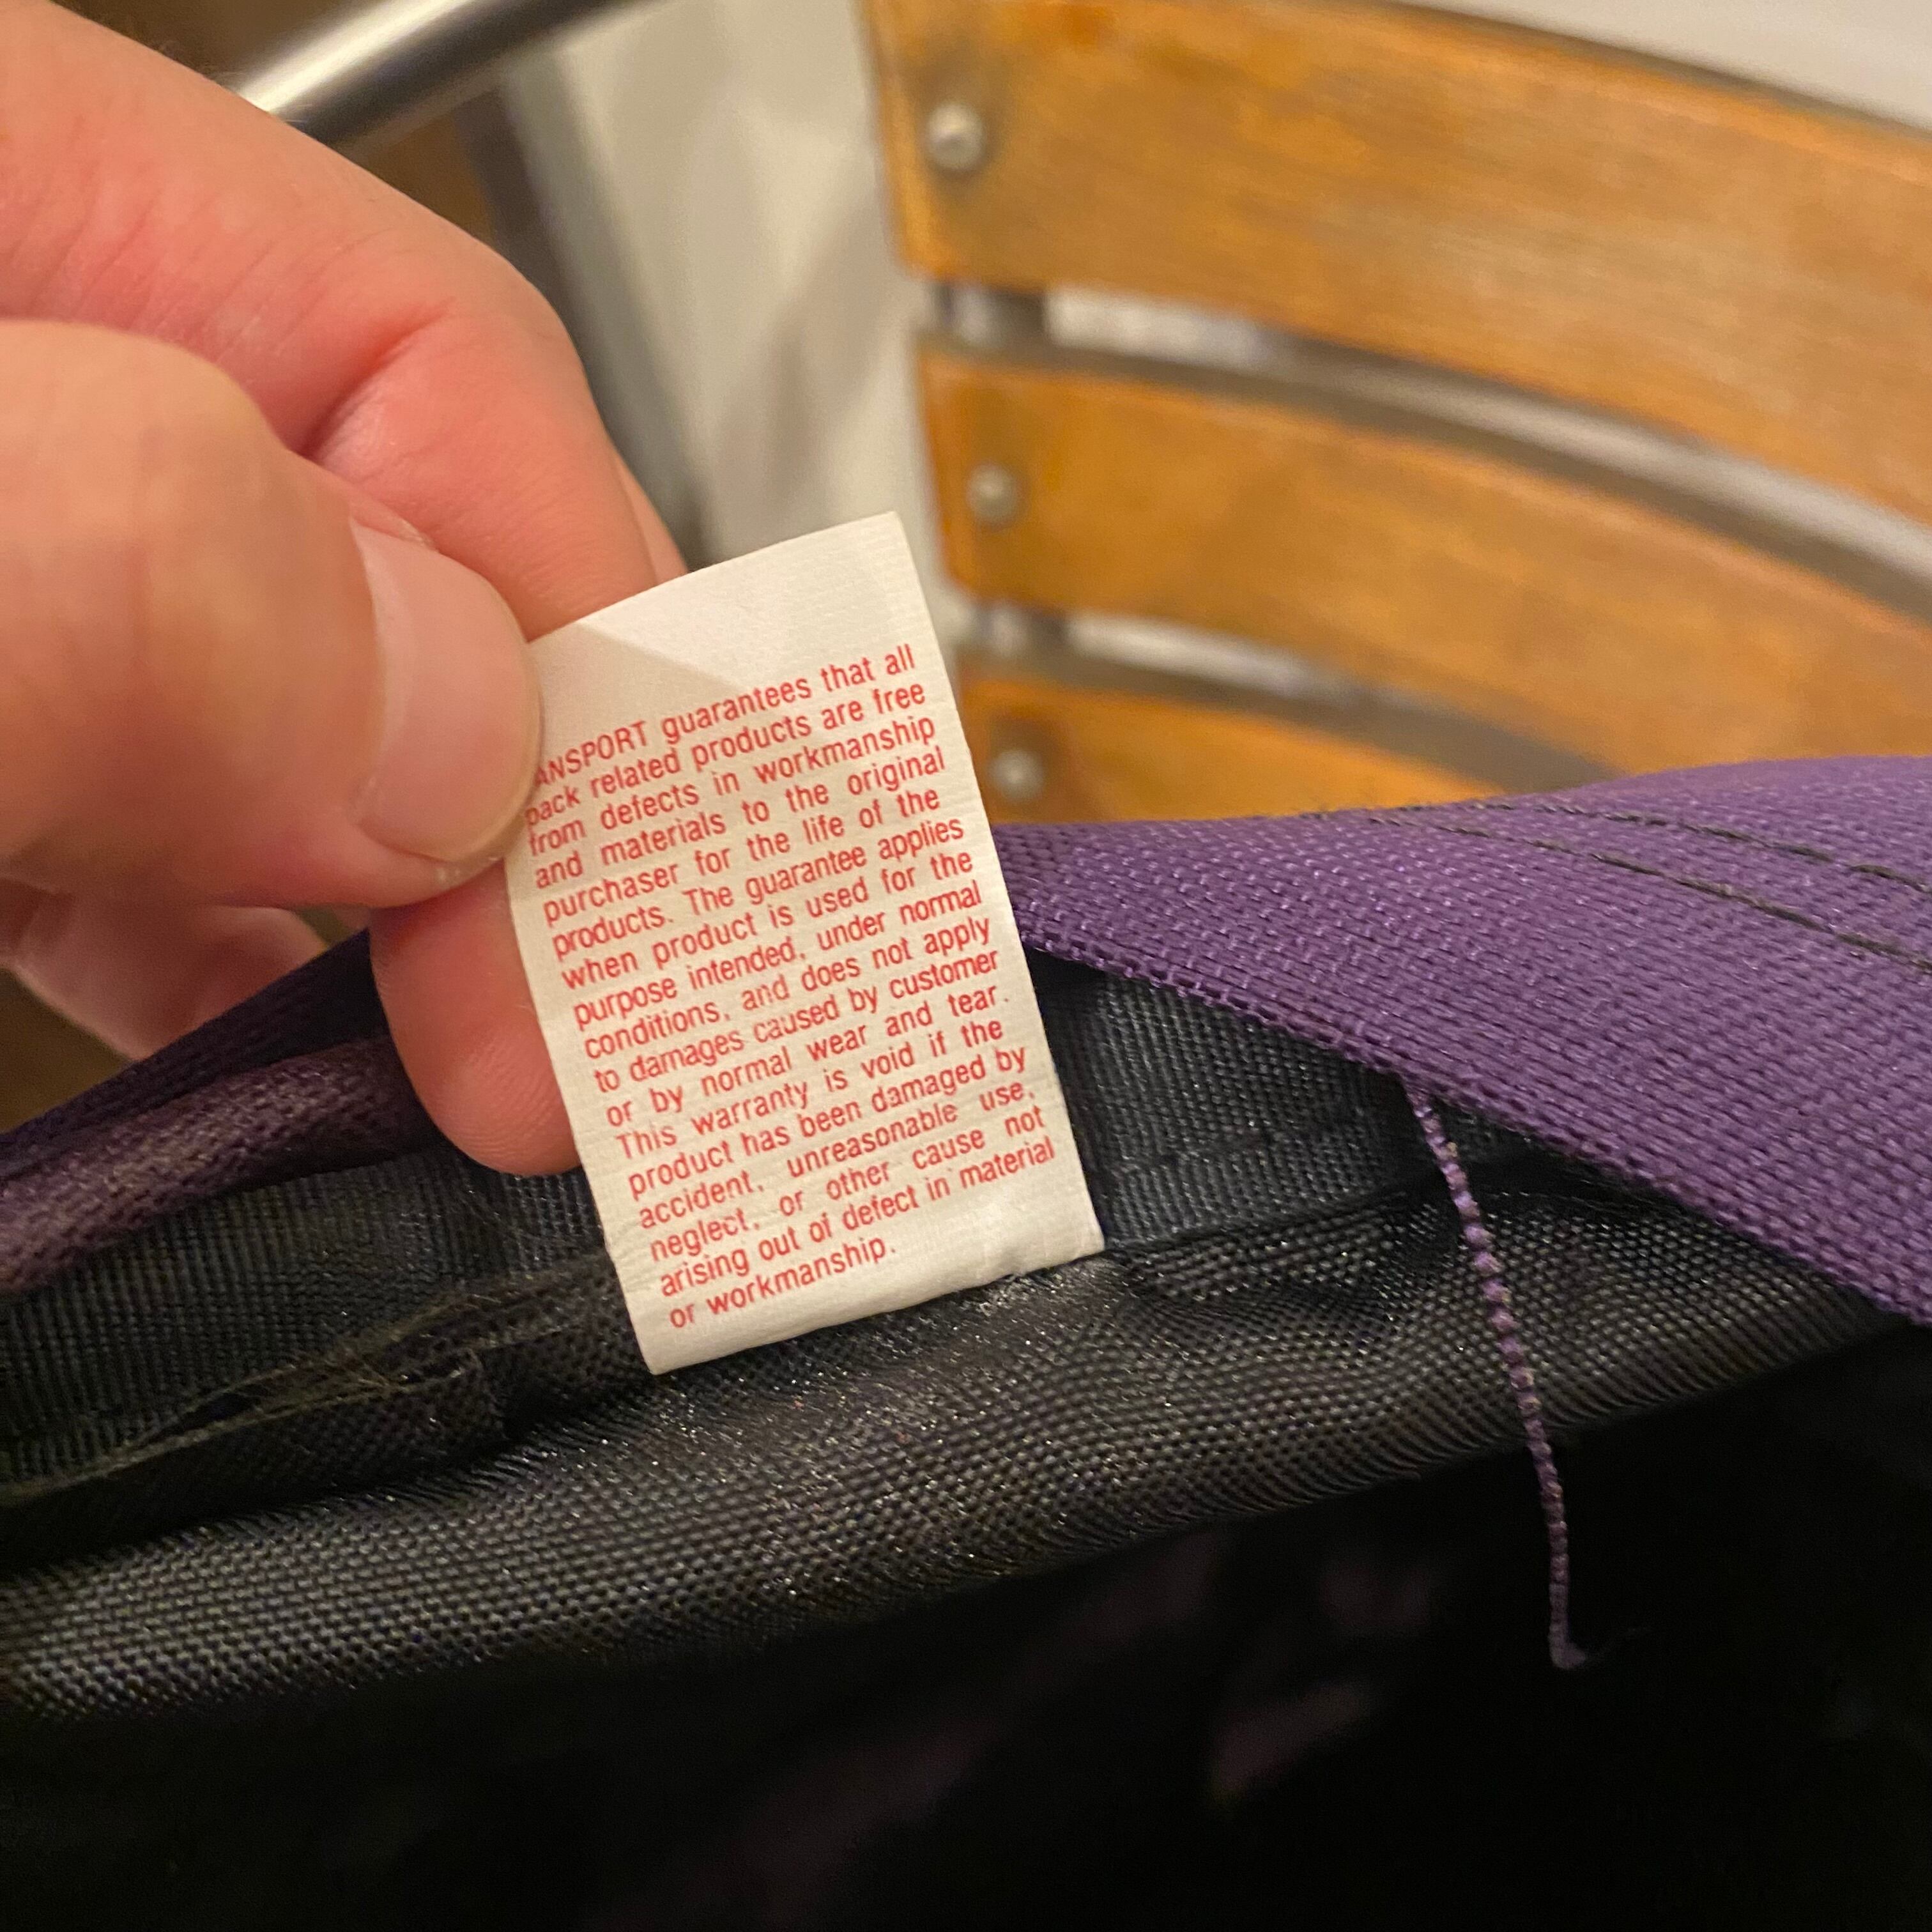 ANSPORT guarantees that all
pack related products are free
from defects in workmanship
and materials to the original
purchaser for the life of the
products. The guarantee applies
when product is used for the
purpose intended, under normal
conditions, and does not apply
to damages caused by customer
or by normal wear and tear.
This warranty is void if the
product has been damaged by
accident, unreasonable use,
neglect, or other cause not
arising out of defect in material
or workmanship.